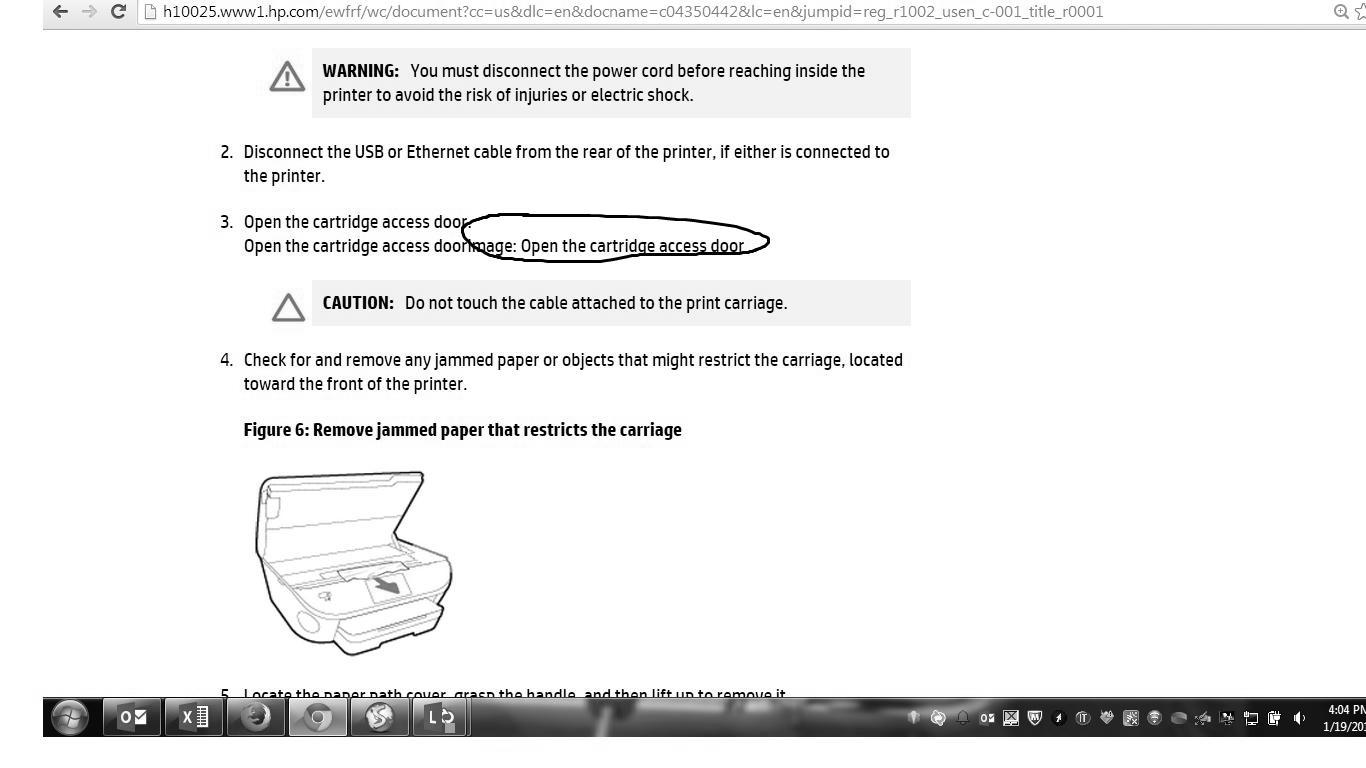 h10025.www1.hp.com/ewfrf/wc/document?cc=us&dlc=en&docname=c04350442&lc=en&jumpid=reg_r1002_usen_c-001_title_r0001
WARNING: You must disconnect the power cord before reaching inside the
printer to avoid the risk of injuries or electric shock.
2. Disconnect the USB or Ethernet cable from the rear of the printer, if either is connected to
the printer.
3. Open the cartridge access door.
Open the cartridge access doorImage: Open the cartridge access door
CAUTION: Do not touch the cable attached to the print carriage.
4. Check for and remove any jammed paper or objects that might restrict the carriage, located
toward the front of the printer.
Figure 6: Remove jammed paper that restricts the carriage
5. Locate the paper path cover, grasp the handle, and then lift up to remove it
4:04 PM
1/19/201